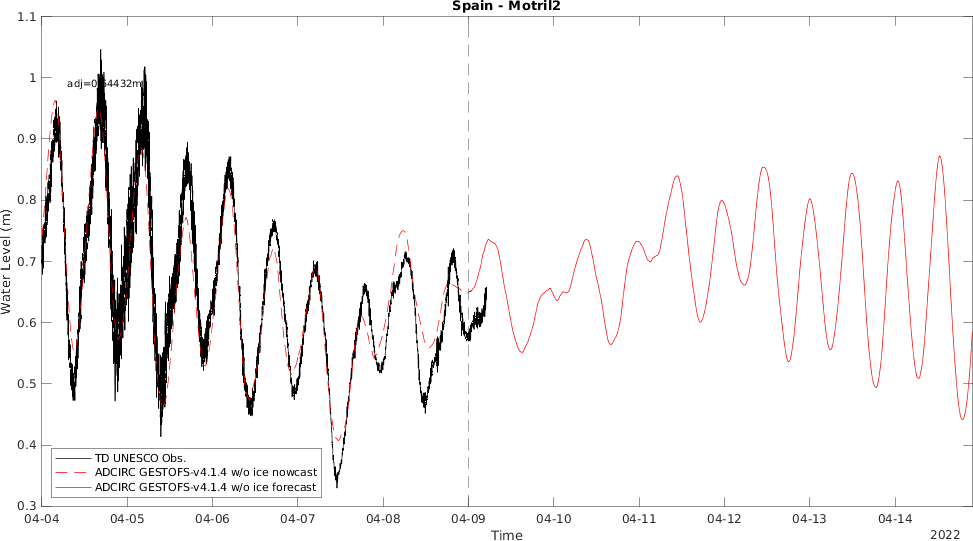 Spain - Motril2
1.1
1
0.9
0.8
0.7
0.6
0.5
0.4
0.3
Water Level (m)
adj=0.54432m
TD UNESCO Obs.
ADCIRC GESTOFS-v4.1.4 w/o ice nowcast
ADCIRC GESTOFS-v4.1.4 w/o ice forecast
04-04 04-05 04-06 04-07 04-08 04-09 04-10 04-11 04-12 04-13 04-14
Time
2022